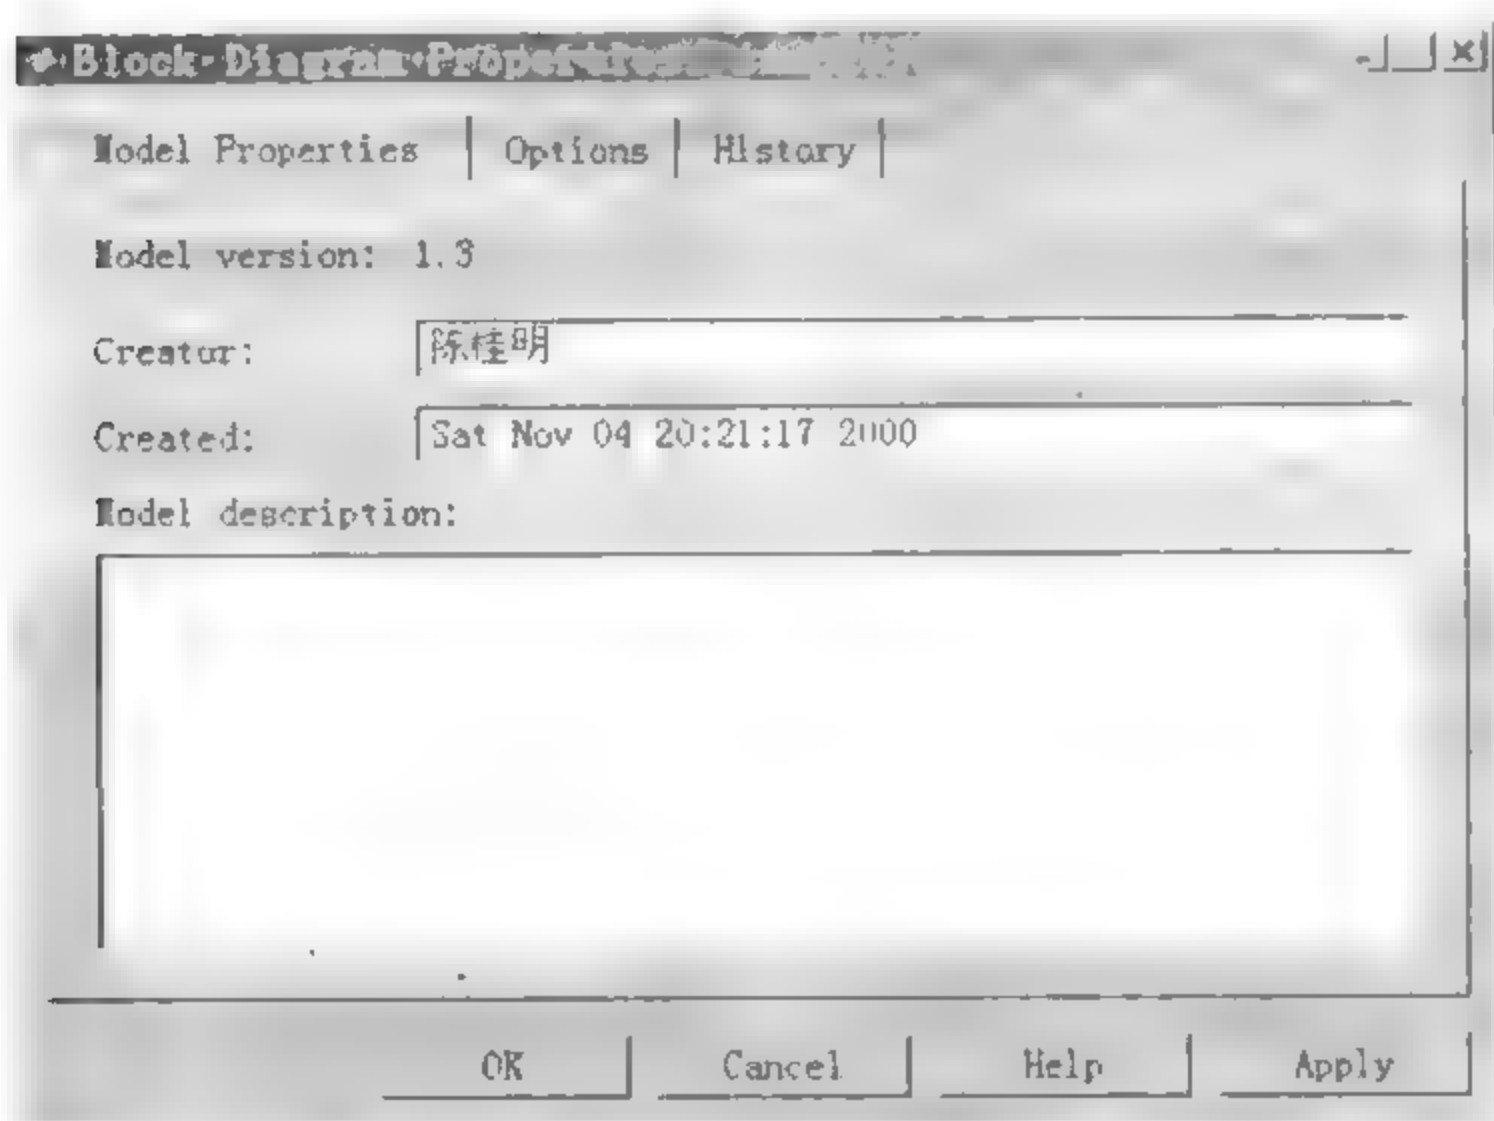 Block Diagram Properties
Model Properties Options History
Model version: 1.3
Creator: 陈桂明
Created: Sat Nov 04 20:21:17 2000
Model description:
OK Cancel Help Apply